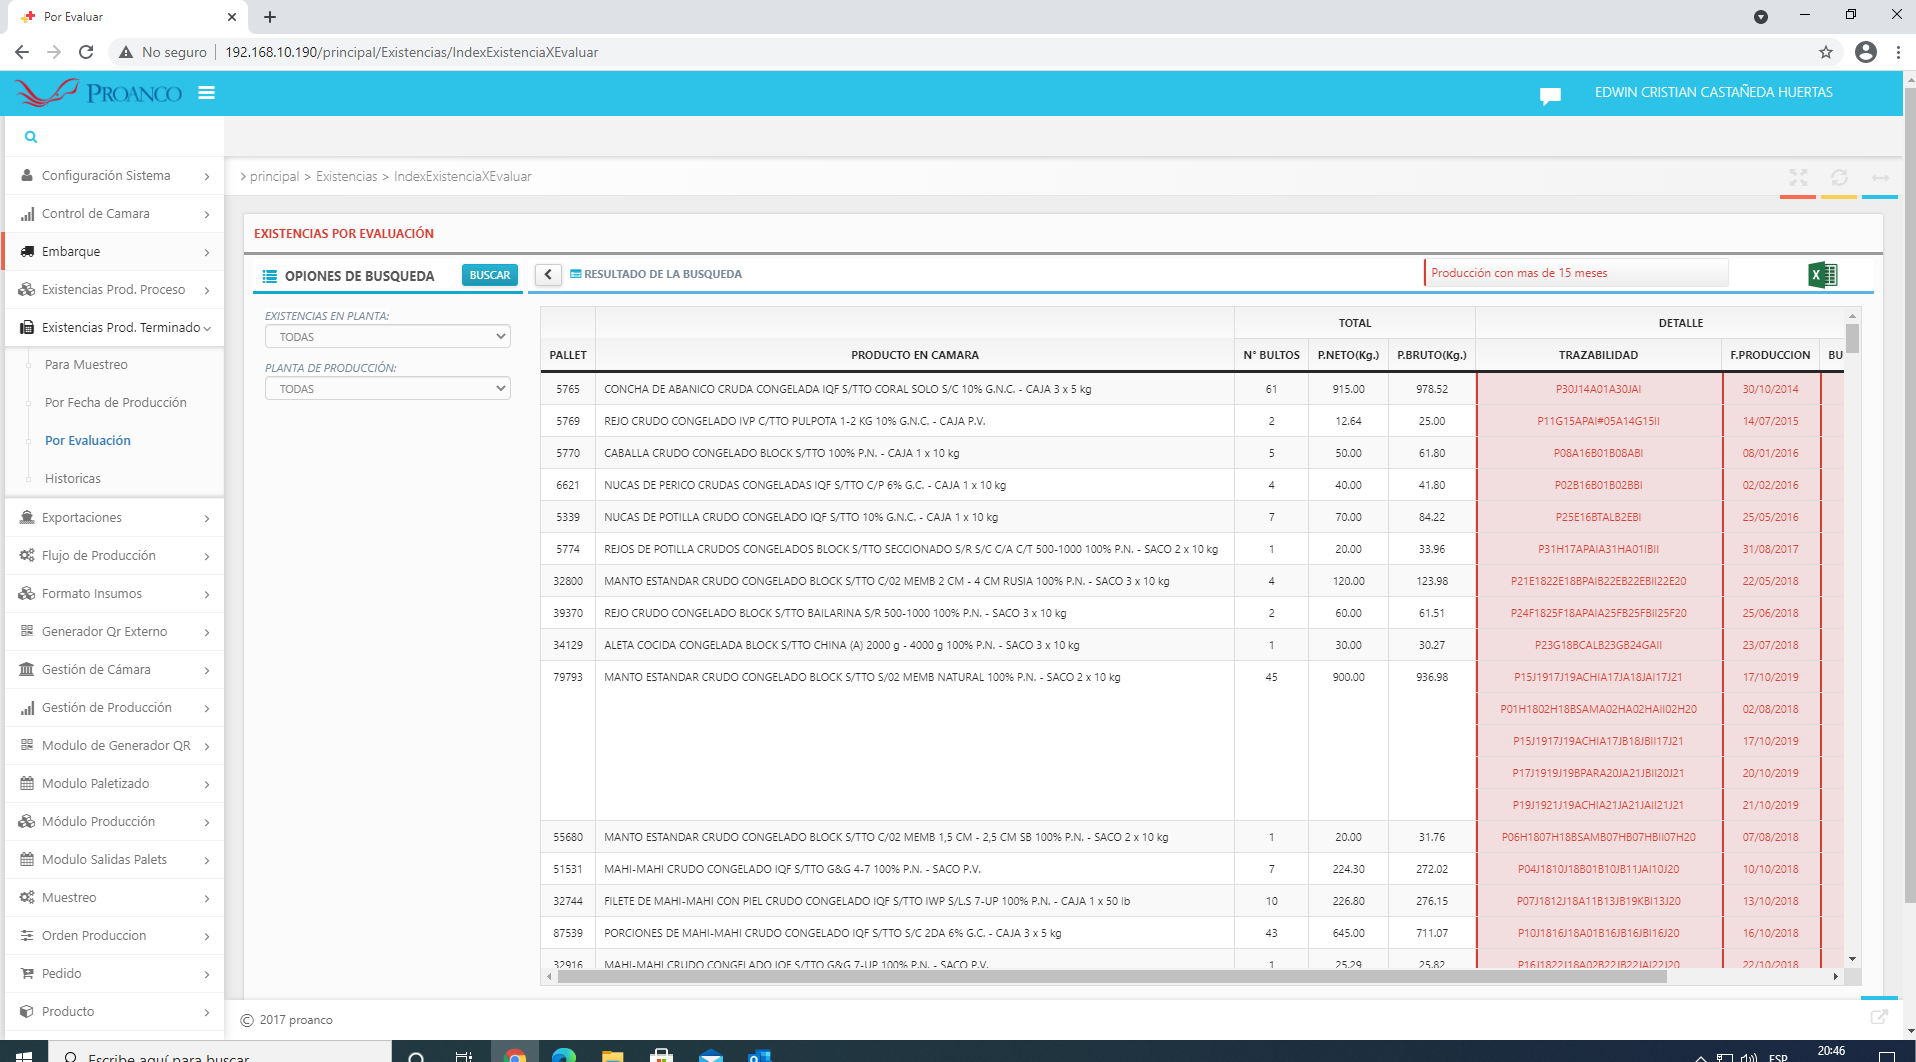 Por Evaluar
No seguro
192.168.10.190/principal/Existencias/IndexExistenciaXEvaluar
PROANCO
EDWIN CRISTIAN CASTAÑEDA HUERTAS
Configuración Sistema
Control de Camara
Embarque
Existencias Prod. Proceso
Existencias Prod. Terminado
Para Muestreo
Por Fecha de Producción
Por Evaluación
Historicas
Exportaciones
Flujo de Producción
Formato Insumos
Generador Qr Externo
Gestión de Cámara
Gestión de Producción
Modulo de Generador QR
Modulo Paletizado
Módulo Producción
Modulo Salidas Palets
Muestreo
Orden Produccion
Pedido
Producto
> principal > Existencias > IndexExistenciaXEvaluar
EXISTENCIAS POR EVALUACIÓN
OPIONES DE BUSQUEDA
BUSCAR
RESULTADO DE LA BUSQUEDA
Producción con mas de 15 meses
EXISTENCIAS EN PLANTA:
TODAS
PLANTA DE PRODUCCIÓN:
TODAS
TOTAL DETALLE
PALLET PRODUCTO EN CAMARA N° BULTOS P.NETO(Kg.) P.BRUTO(Kg.) TRAZABILIDAD F.PRODUCCION BU
5765 CONCHA DE ABANICO CRUDA CONGELADA IQF S/TTO CORAL SOLO S/C 10% G.N.C. - CAJA 3 x 5 kg 61 915.00 978.52 P30J14A01A30JAI 30/10/2014
5769 REJO CRUDO CONGELADO IVP C/TTO PULPOTA 1-2 KG 10% G.N.C. - CAJA P.V. 2 12.64 25.00 P11G15APAI#05A14G15II 14/07/2015
5770 CABALLA CRUDO CONGELADO BLOCK S/TTO 100% P.N. - CAJA 1 x 10 kg 5 50.00 61.80 P08A16B01B08ABI 08/01/2016
6621 NUCAS DE PERICO CRUDAS CONGELADAS IQF S/TTO C/P 6% G.C. - CAJA 1 x 10 kg 4 40.00 41.80 P02B16B01B02BBI 02/02/2016
5339 NUCAS DE POTILLA CRUDO CONGELADO IQF S/TTO 10% G.N.C. - CAJA 1 x 10 kg 7 70.00 84.22 P25E16BTALB2EBI 25/05/2016
5774 REJOS DE POTILLA CRUDOS CONGELADOS BLOCK S/TTO SECCIONADO S/R S/C C/A C/T 500-1000 100% P.N. - SACO 2 x 10 kg 1 20.00 33.96 P31H17APAIA31HA01IBII 31/08/2017
32800 MANTO ESTANDAR CRUDO CONGELADO BLOCK S/TTO C/02 MEMB 2 CM - 4 CM RUSIA 100% P.N. - SACO 3 x 10 kg 4 120.00 123.98 P21E1822E18BPAIB22EB22EBII22E20 22/05/2018
39370 REJO CRUDO CONGELADO BLOCK S/TTO BAILARINA S/R 500-1000 100% P.N. - SACO 3 x 10 kg 2 60.00 61.51 P24F1825F18APAIA25FB25FBII25F20 25/06/2018
34129 ALETA COCIDA CONGELADA BLOCK S/TTO CHINA (A) 2000 g - 4000 g 100% P.N. - SACO 3 x 10 kg 1 30.00 30.27 P23G18BCALB23GB24GAII 23/07/2018
79793 MANTO ESTANDAR CRUDO CONGELADO BLOCK S/TTO S/02 MEMB NATURAL 100% P.N. - SACO 2 x 10 kg 45 900.00 936.98 P15J1917J19ACHIA17JA18JAI17J21 17/10/2019
P01H1802H18BSAMA02HA02HAII02H20 02/08/2018
P15J1917J19ACHIA17JB18JBII17J21 17/10/2019
P17J1919J19BPARA20JA21JBII20J21 20/10/2019
P19J1921J19ACHIA21JA21JAII21J21 21/10/2019
55680 MANTO ESTANDAR CRUDO CONGELADO BLOCK S/TTO C/02 MEMB 1,5 CM - 2,5 CM SB 100% P.N. - SACO 2 x 10 kg 1 20.00 31.76 P06H1807H18BSAMB07HB07HBII07H20 07/08/2018
51531 MAHI-MAHI CRUDO CONGELADO IQF S/TTO G&G 4-7 100% P.N. - SACO P.V. 7 224.30 272.02 P04J1810J18B01B10JB11JAI10J20 10/10/2018
32744 FILETE DE MAHI-MAHI CON PIEL CRUDO CONGELADO IQF S/TTO IWP S/L.S 7-UP 100% P.N. - CAJA 1 x 50 lb 10 226.80 276.15 P07J1812J18A11B13JB19KBI13J20 13/10/2018
87539 PORCIONES DE MAHI-MAHI CRUDO CONGELADO IQF S/TTO S/C 2DA 6% G.C. - CAJA 3 x 5 kg 43 645.00 711.07 P10J1816J18A01B16JB16JBI16J20 16/10/2018
32916 MAHI-MAHI CRUDO CONGELADO IQF S/TTO G&G 7-UP 100% P.N. - SACO P.V. 1 25.29 25.82 P16J1822J18A02B22JB22JAI22J20 22/10/2018
© 2017 proanco
Escribe aquí para buscar
ESP
20:46